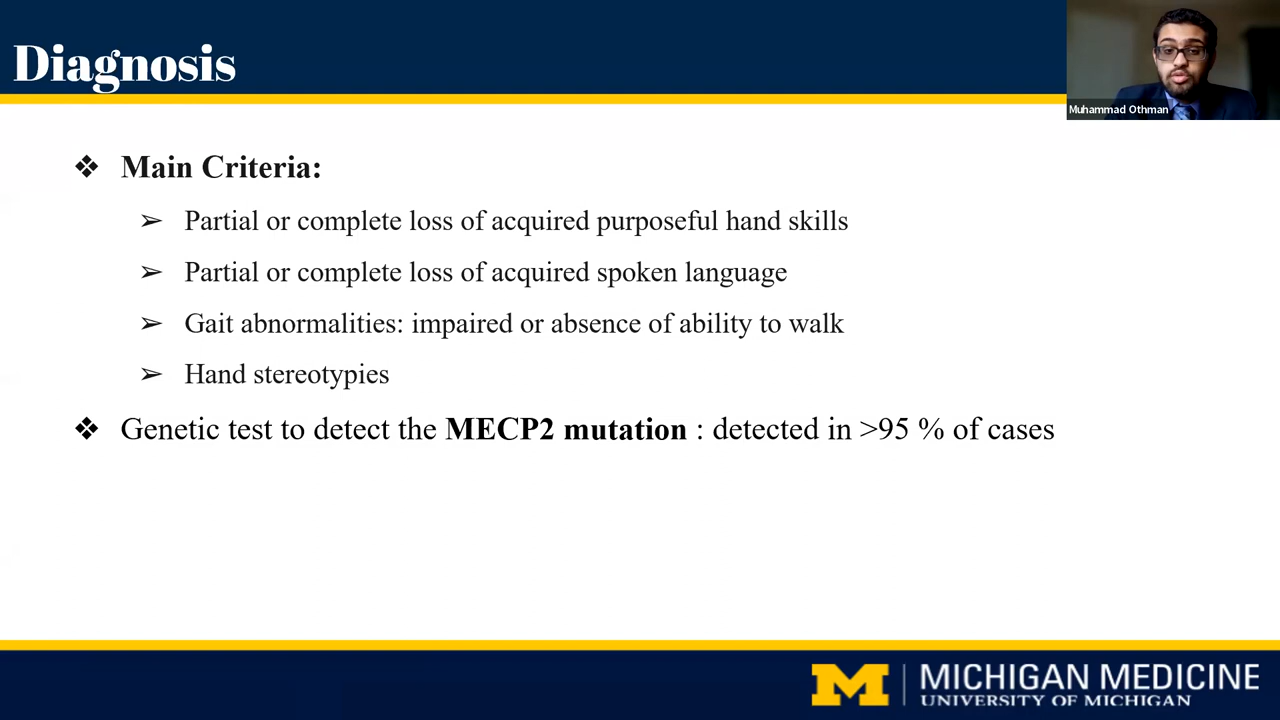 Diagnosis
Muhammad Othman
❖ Main Criteria:
➢ Partial or complete loss of acquired purposeful hand skills
➢ Partial or complete loss of acquired spoken language
➢ Gait abnormalities: impaired or absence of ability to walk
➢ Hand stereotypies
❖ Genetic test to detect the MECP2 mutation : detected in >95 % of cases
M | MICHIGAN MEDICINE
UNIVERSITY OF MICHIGAN